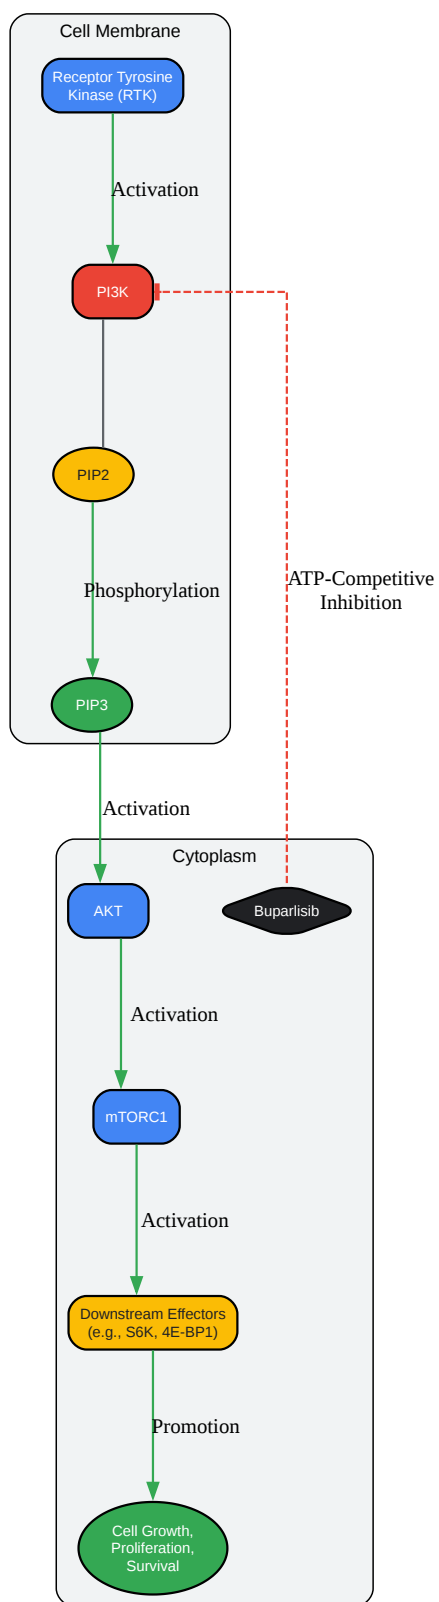 Cell Membrane
Receptor Tyrosine
Kinase (RTK)
Activation
PI3K
PIP2
ATP-Competitive
Inhibition
Phosphorylation
PIP3
Activation
Cytoplasm
AKT
Buparlisib
Activation
mTORC1
Activation
Downstream Effectors
(e.g., S6K, 4E-BP1)
Promotion
Cell Growth,
Proliferation,
Survival